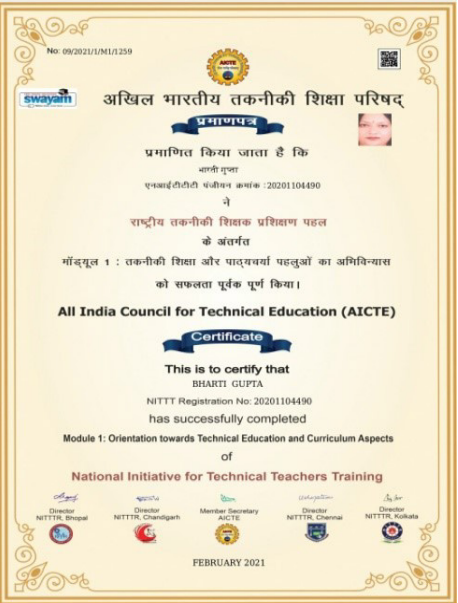 No: 09/2021/1/M1/1259
AICTE
swayam
अखिल भारतीय तकनीकी शिक्षा परिषद्
प्रमाणपत्र
प्रमाणित किया जाता है कि
भारती गुप्ता
एनआईटीटीटी पंजीयन क्रमांक :20201104490
ने
राष्ट्रीय तकनीकी शिक्षक प्रशिक्षण पहल
के अंतर्गत
मॉड्यूल 1 : तकनीकी शिक्षा और पाठ्यचर्या पहलुओं का अभिविन्यास
को सफलता पूर्वक पूर्ण किया।
All India Council for Technical Education (AICTE)
Certificate
This is to certify that
BHARTI GUPTA
NITTT Registration No: 20201104490
has successfully completed
Module 1: Orientation towards Technical Education and Curriculum Aspects
of
National Initiative for Technical Teachers Training
Director Director Member Secretary Director Director
NITTTR, Bhopal NITTTR, Chandigarh AICTE NITTTR, Chennai NITTTR, Kolkata
FEBRUARY 2021